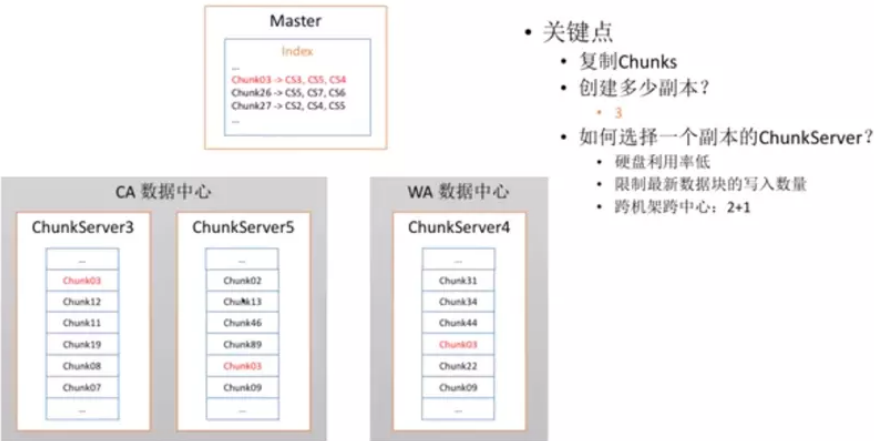 Master
Index
...
Chunk03 -> CS3, CS5, CS4
Chunk26 -> CS5, CS7, CS6
Chunk27 -> CS2, CS4, CS5
...
• 关键点
• 复制Chunks
• 创建多少副本？
• 3
• 如何选择一个副本的ChunkServer？
• 硬盘利用率低
• 限制最新数据块的写入数量
• 跨机架跨中心：2+1
CA 数据中心
ChunkServer3
...
Chunk03
Chunk12
Chunk11
Chunk19
Chunk08
Chunk07
...
ChunkServer5
...
Chunk02
Chunk13
Chunk46
Chunk89
Chunk03
Chunk09
...
WA 数据中心
ChunkServer4
...
Chunk31
Chunk34
Chunk44
Chunk03
Chunk22
Chunk09
...